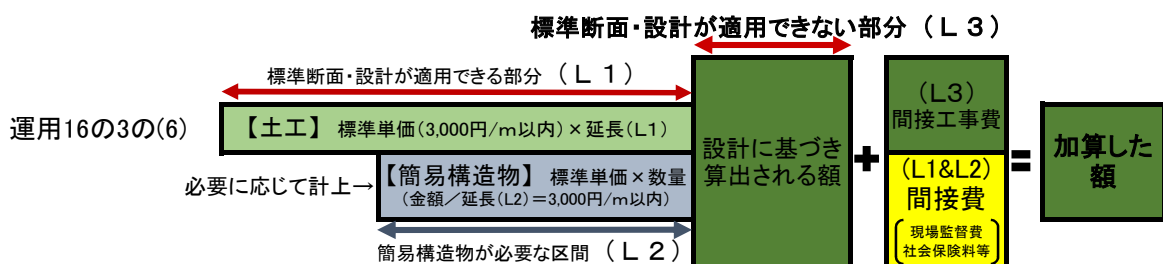 標準断面・設計が適用できない部分(L3)
標準断面・設計が適用できる部分(L1)
運用16の3の(6)
【土工】 標準単価(3,000円/m以内)×延長(L1)
必要に応じて計上→
【簡易構造物】 標準単価×数量
(金額/延長(L2)=3,000円/m以内)
簡易構造物が必要な区間(L2)
設計に基づき
算出される額
+
(L3)
間接工事費
(L1&L2)
間接費
現場監督費
社会保険料等
=
加算した
額